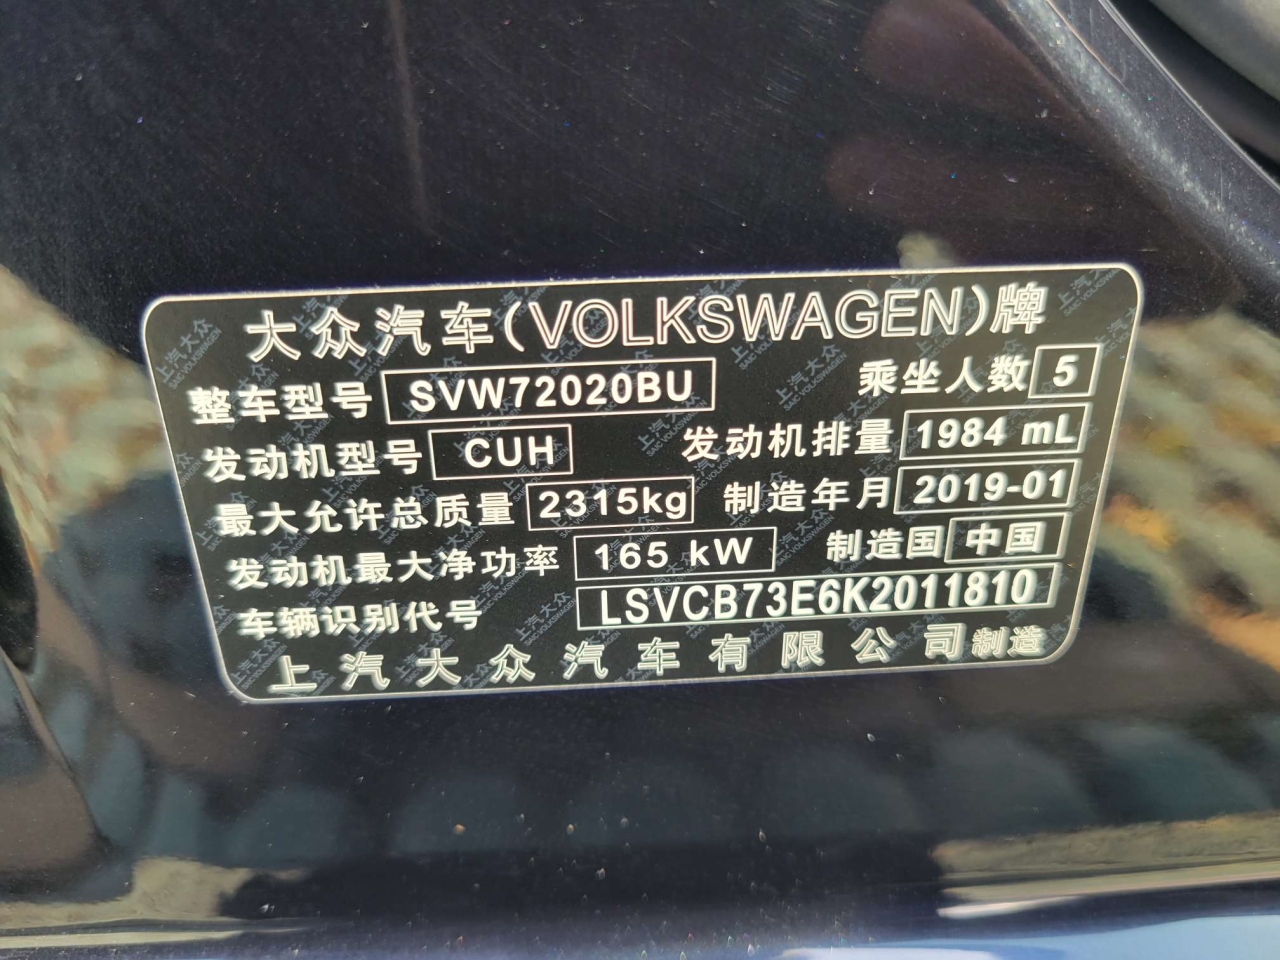 大众汽车(VOLKSWAGEN)牌
整车型号 SVW72020BU 乘坐人数 5
发动机型号 CUH 发动机排量 1984 mL
最大允许总质量 2315kg 制造年月 2019-01
发动机最大净功率 165 kW 制造国 中国
车辆识别代号 LSVCB73E6K2011810
上汽大众汽车有限公司制造